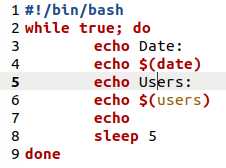 1 #!/bin/bash
2 while true; do
3 echo Date:
4 echo $(date)
5 echo Users:
6 echo $(users)
7 echo
8 sleep 5
9 done